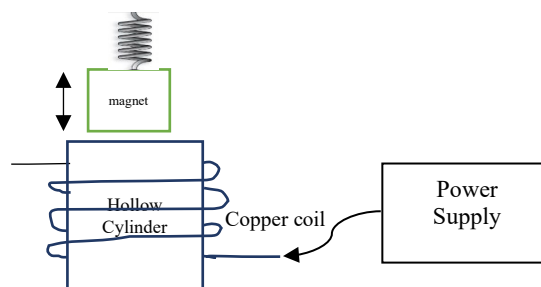 magnet
Hollow
Cylinder
Copper coil
Power
Supply